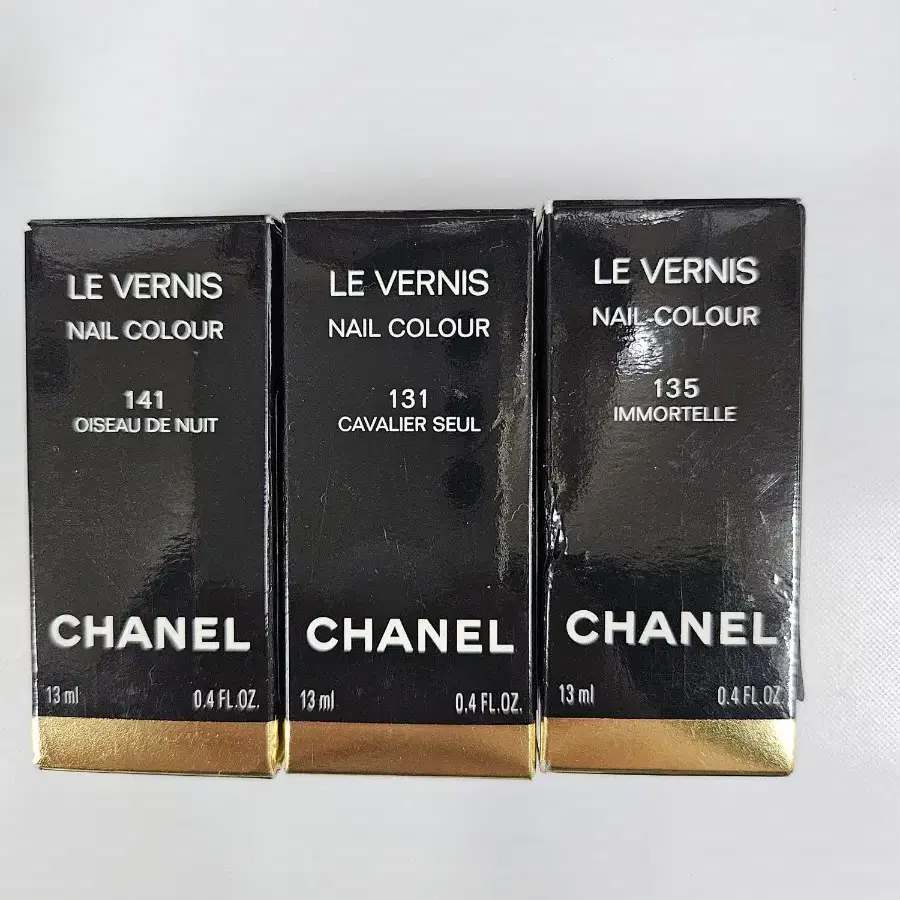 LE VERNIS
NAIL COLOUR
141
OISEAU DE NUIT
CHANEL
13 ml 0.4 FL.OZ.
LE VERNIS
NAIL COLOUR
131
CAVALIER SEUL
CHANEL
13 ml 0.4 FL.OZ.
LE VERNIS
NAIL COLOUR
135
IMMORTELLE
CHANEL
13 ml 0.4 FL.OZ.